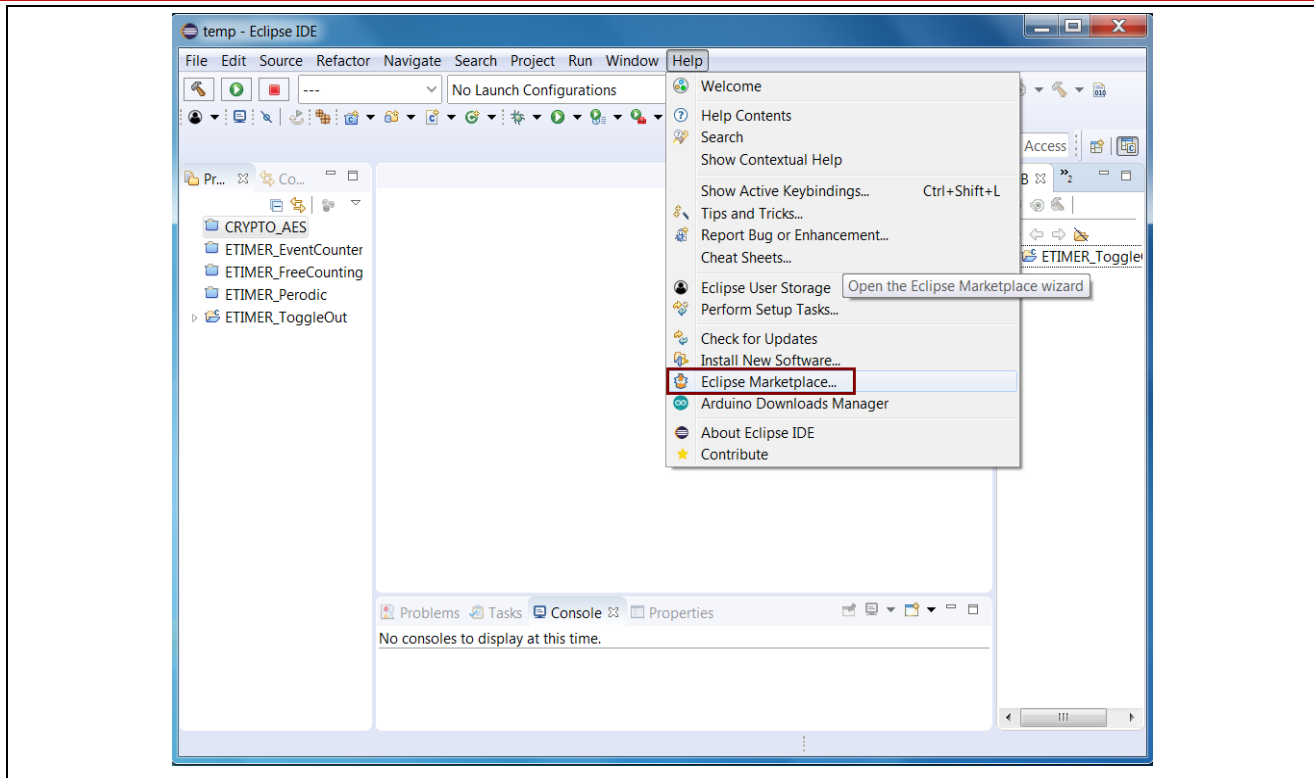 temp - Eclipse IDE
File Edit Source Refactor Navigate Search Project Run Window Help
--- No Launch Configurations
010
Access
Pr... Co...
B 2
CRYPTO_AES
ETIMER_EventCounter
ETIMER_FreeCounting
ETIMER_Perodic
ETIMER_ToggleOut
Welcome
Help Contents
Search
Show Contextual Help
Show Active Keybindings... Ctrl+Shift+L
Tips and Tricks...
Report Bug or Enhancement...
Cheat Sheets...
Eclipse User Storage
Open the Eclipse Marketplace wizard
Perform Setup Tasks...
Check for Updates
Install New Software...
Eclipse Marketplace...
Arduino Downloads Manager
About Eclipse IDE
Contribute
ETIMER_Toggle
Problems Tasks Console Properties
No consoles to display at this time.